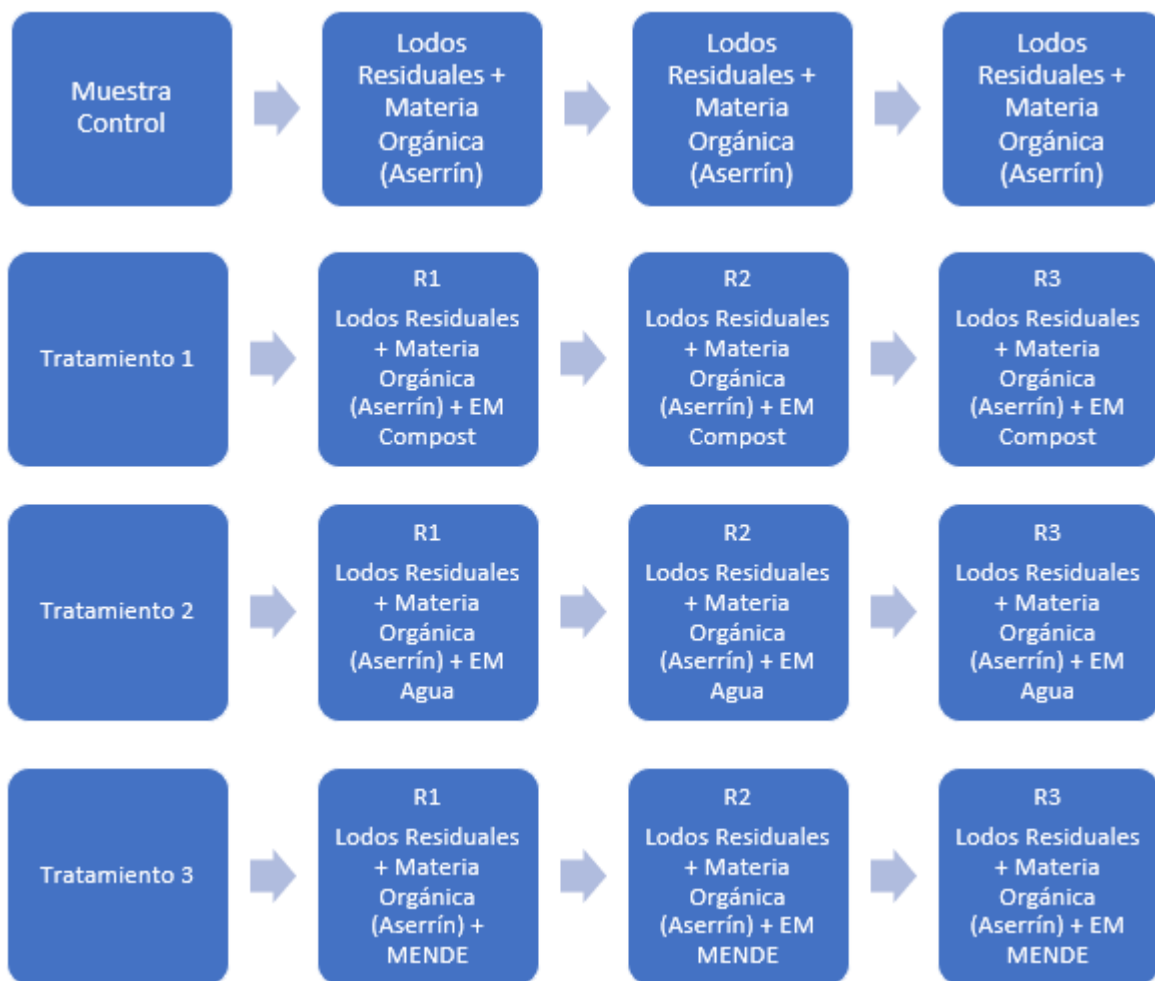 Muestra
Control
Lodos
Residuales +
Materia
Orgánica
(Aserrín)
Lodos
Residuales +
Materia
Orgánica
(Aserrín)
Lodos
Residuales +
Materia
Orgánica
(Aserrín)
Tratamiento 1
R1
Lodos Residuales
+ Materia
Orgánica
(Aserrín) + EM
Compost
R2
Lodos Residuales
+ Materia
Orgánica
(Aserrín) + EM
Compost
R3
Lodos Residuales
+ Materia
Orgánica
(Aserrín) + EM
Compost
Tratamiento 2
R1
Lodos Residuales
+ Materia
Orgánica
(Aserrín) + EM
Agua
R2
Lodos Residuales
+ Materia
Orgánica
(Aserrín) + EM
Agua
R3
Lodos Residuales
+ Materia
Orgánica
(Aserrín) + EM
Agua
Tratamiento 3
R1
Lodos Residuales
+ Materia
Orgánica
(Aserrín) +
MENDE
R2
Lodos Residuales
+ Materia
Orgánica
(Aserrín) + EM
MENDE
R3
Lodos Residuales
+ Materia
Orgánica
(Aserrín) + EM
MENDE